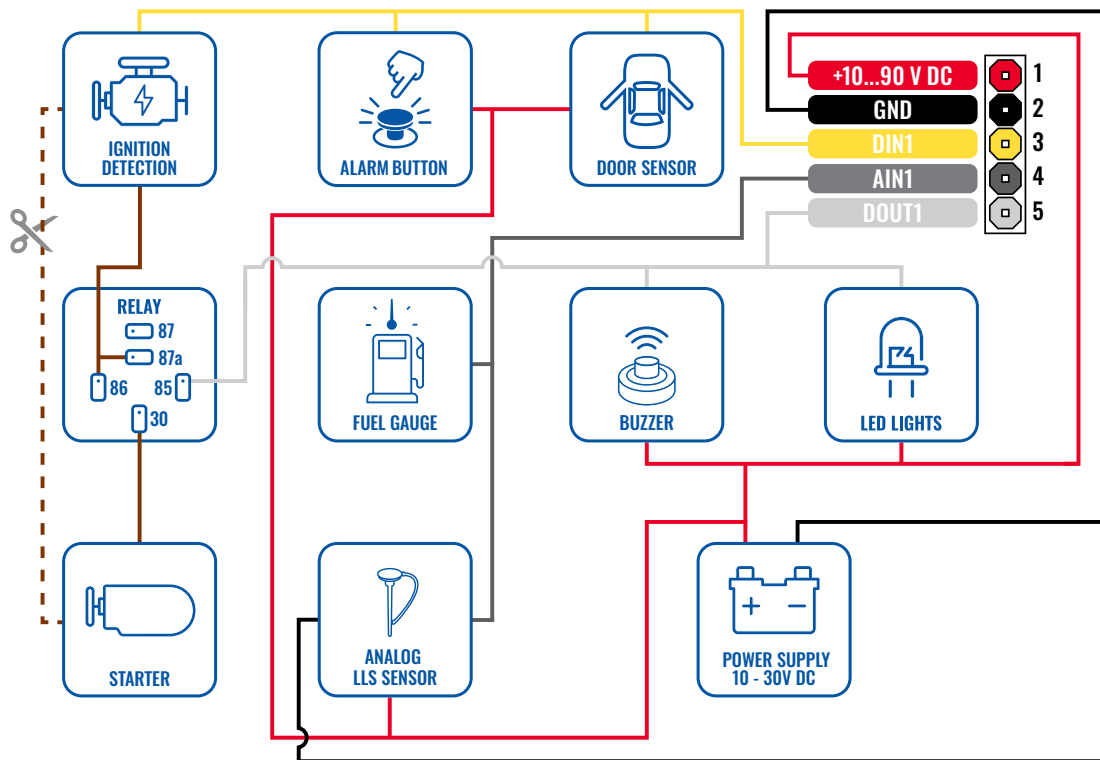 IGNITION
DETECTION
ALARM BUTTON
DOOR SENSOR
+10...90 V DC
1
GND
2
DIN1
3
AIN1
4
DOUT1
5
RELAY
87
87a
86
85
30
FUEL GAUGE
BUZZER
LED LIGHTS
STARTER
ANALOG
LLS SENSOR
+ −
POWER SUPPLY
10 - 30V DC